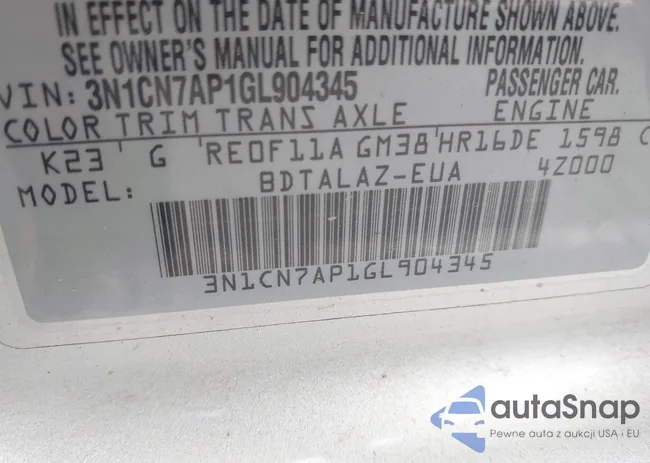 IN EFFECT ON THE DATE OF MANUFACTURE SHOWN ABOVE.
SEE OWNER'S MANUAL FOR ADDITIONAL INFORMATION.
VIN: 3N1CN7AP1GL904345 PASSENGER CAR.
COLOR TRIM TRANS AXLE ENGINE
K23 G RE0F11A GM38 HR16DE 1598 C
MODEL: BDTALAZ-EUA 4Z000
3N1CN7AP1GL904345
autoSnap
Pewne auta z aukcji USA i EU